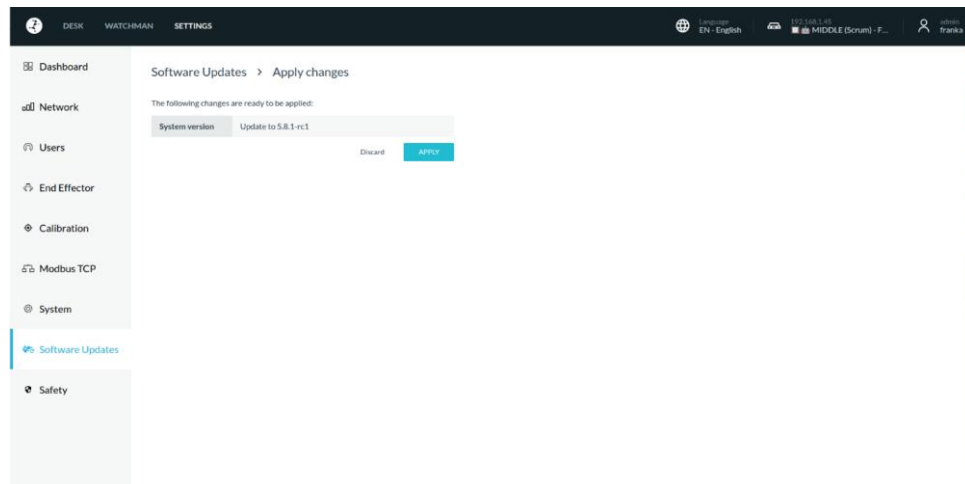 DESK WATCHMAN SETTINGS
Language
EN - English
192.168.1.45
MIDDLE (Scrum) - F...
admin
franka
Dashboard
Network
Users
End Effector
Calibration
Modbus TCP
System
Software Updates
Safety
Software Updates > Apply changes
The following changes are ready to be applied:
System version Update to 5.8.1-rc1
Discard APPLY